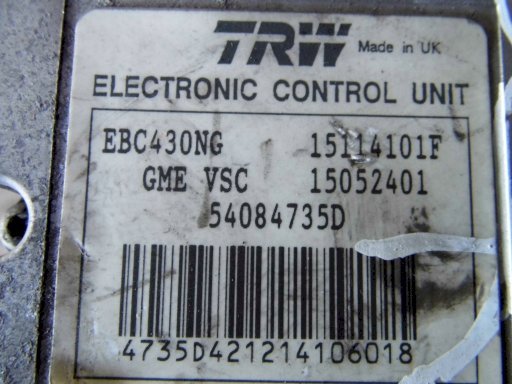 TRW Made in UK
ELECTRONIC CONTROL UNIT
EBC430NG 15114101F
GME VSC 15052401
54084735D
4735D421214106018